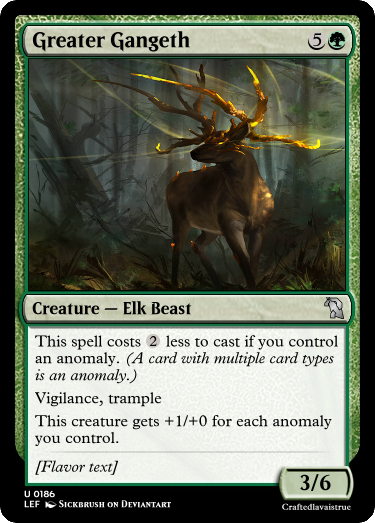 Greater Gangeth 5
Creature — Elk Beast
This spell costs 2 less to cast if you control
an anomaly. (A card with multiple card types
is an anomaly.)
Vigilance, trample
This creature gets +1/+0 for each anomaly
you control.
[Flavor text]
3/6
U 0186
LEF Sickbrush on Deviantart
Craftedlavaistrue